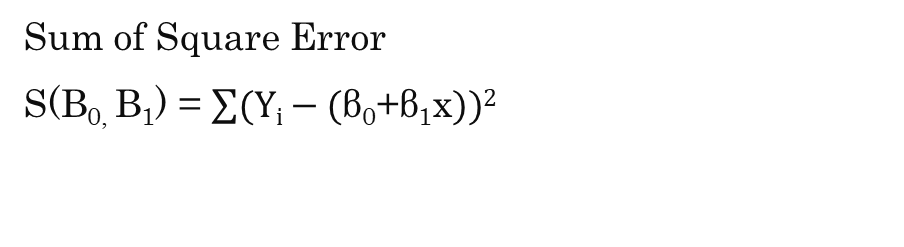 Sum of Square Error
S(B₀, B₁) = ∑(Yᵢ – (β₀+β₁x))²